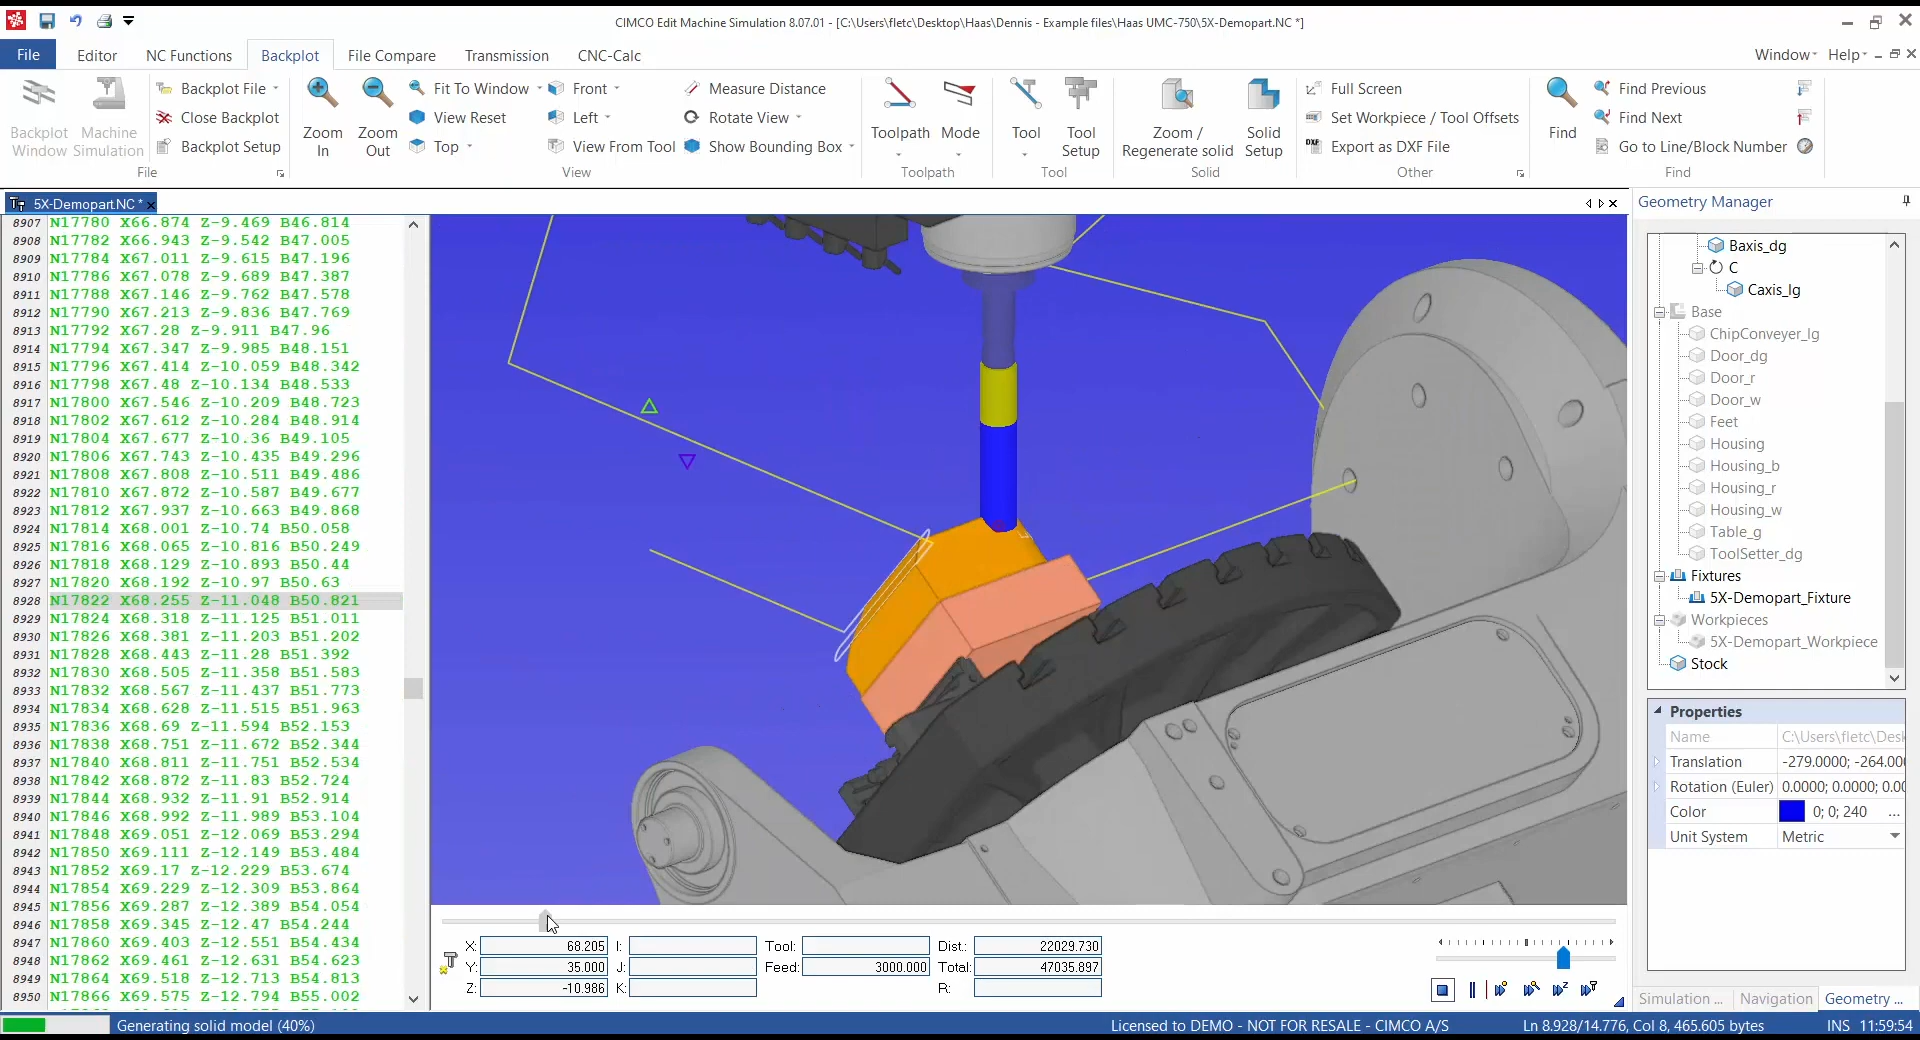 CIMCO Edit Machine Simulation 8.07.01 - [C:\Users\fletc\Desktop\Haas\Dennis - Example files\Haas UMC-750\5X-Demopart.NC *]
File Editor NC Functions Backplot File Compare Transmission CNC-Calc Window Help
Backplot Window
Machine Simulation
Backplot File
Close Backplot
Backplot Setup
File
Zoom In
Zoom Out
Fit To Window
View Reset
Top
Front
Left
View From Tool
Measure Distance
Rotate View
Show Bounding Box
View
Toolpath
Mode
Toolpath
Tool
Tool Setup
Tool
Zoom / Regenerate solid
Solid Setup
Solid
Full Screen
Set Workpiece / Tool Offsets
DXF Export as DXF File
Other
Find
Find Previous
Find Next
Go to Line/Block Number
Find
5X-Demopart.NC *
8907 N17780 X66.874 Z-9.469 B46.814
8908 N17782 X66.943 Z-9.542 B47.005
8909 N17784 X67.011 Z-9.615 B47.196
8910 N17786 X67.078 Z-9.689 B47.387
8911 N17788 X67.146 Z-9.762 B47.578
8912 N17790 X67.213 Z-9.836 B47.769
8913 N17792 X67.28 Z-9.911 B47.96
8914 N17794 X67.347 Z-9.985 B48.151
8915 N17796 X67.414 Z-10.059 B48.342
8916 N17798 X67.48 Z-10.134 B48.533
8917 N17800 X67.546 Z-10.209 B48.723
8918 N17802 X67.612 Z-10.284 B48.914
8919 N17804 X67.677 Z-10.36 B49.105
8920 N17806 X67.743 Z-10.435 B49.296
8921 N17808 X67.808 Z-10.511 B49.486
8922 N17810 X67.872 Z-10.587 B49.677
8923 N17812 X67.937 Z-10.663 B49.868
8924 N17814 X68.001 Z-10.74 B50.058
8925 N17816 X68.065 Z-10.816 B50.249
8926 N17818 X68.129 Z-10.893 B50.44
8927 N17820 X68.192 Z-10.97 B50.63
8928 N17822 X68.255 Z-11.048 B50.821
8929 N17824 X68.318 Z-11.125 B51.011
8930 N17826 X68.381 Z-11.203 B51.202
8931 N17828 X68.443 Z-11.28 B51.392
8932 N17830 X68.505 Z-11.358 B51.583
8933 N17832 X68.567 Z-11.437 B51.773
8934 N17834 X68.628 Z-11.515 B51.963
8935 N17836 X68.69 Z-11.594 B52.153
8936 N17838 X68.751 Z-11.672 B52.344
8937 N17840 X68.811 Z-11.751 B52.534
8938 N17842 X68.872 Z-11.83 B52.724
8939 N17844 X68.932 Z-11.91 B52.914
8940 N17846 X68.992 Z-11.989 B53.104
8941 N17848 X69.051 Z-12.069 B53.294
8942 N17850 X69.111 Z-12.149 B53.484
8943 N17852 X69.17 Z-12.229 B53.674
8944 N17854 X69.229 Z-12.309 B53.864
8945 N17856 X69.287 Z-12.389 B54.054
8946 N17858 X69.345 Z-12.47 B54.244
8947 N17860 X69.403 Z-12.551 B54.434
8948 N17862 X69.461 Z-12.631 B54.623
8949 N17864 X69.518 Z-12.713 B54.813
8950 N17866 X69.575 Z-12.794 B55.002
X: 68.205 I: Tool: Dist.: 22029.730
Y: 35.000 J: Feed: 3000.000 Total: 47035.897
Z: -10.986 K: R:
Geometry Manager
Baxis_dg
C
Caxis_lg
Base
ChipConveyer_lg
Door_dg
Door_r
Door_w
Feet
Housing
Housing_b
Housing_r
Housing_w
Table_g
ToolSetter_dg
Fixtures
5X-Demopart_Fixture
Workpieces
5X-Demopart_Workpiece
Stock
Properties
Name C:\Users\fletc\Desk
Translation -279.0000; -264.000
Rotation (Euler) 0.0000; 0.0000; 0.00
Color 0; 0; 240 ...
Unit System Metric
Simulation ... Navigation Geometry ...
Generating solid model (40%) Licensed to DEMO - NOT FOR RESALE - CIMCO A/S Ln 8.928/14.776, Col 8, 465.605 bytes INS 11:59:54